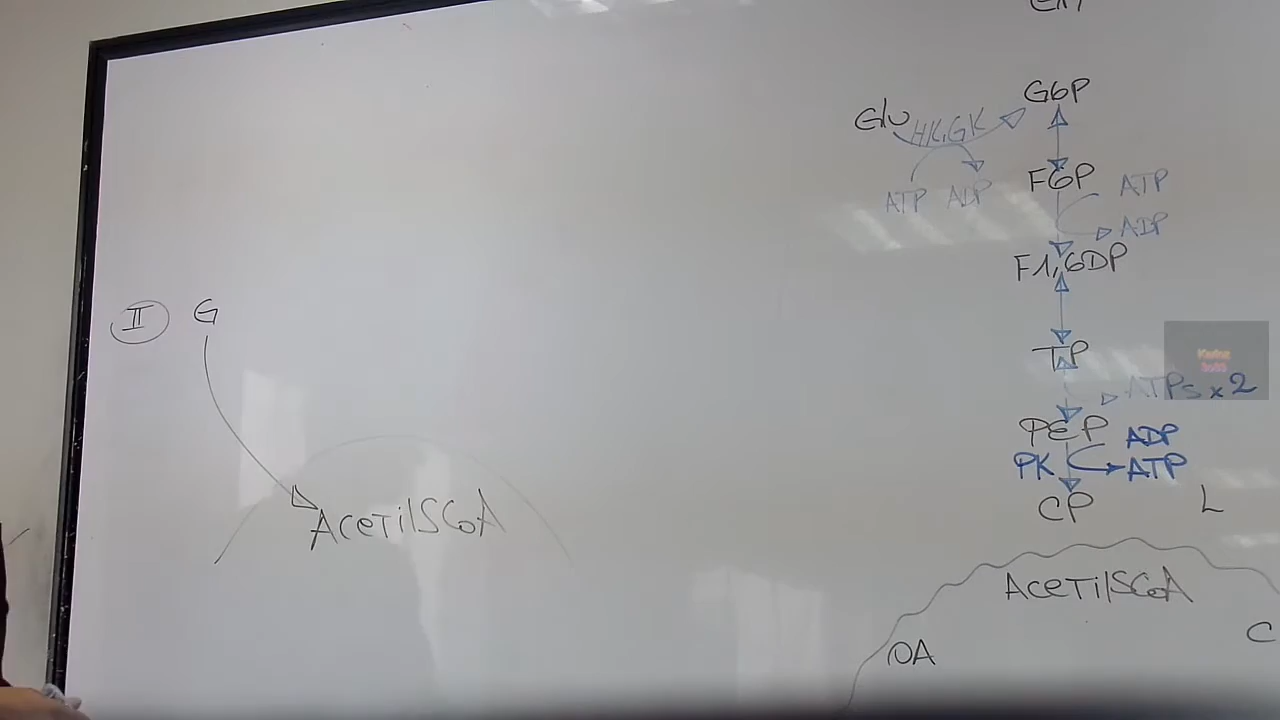 G6P
Glu HK,GK
F6P ATP
ATP ADP
ADP
F1,6DP
II G
TP
ATPs x2
PEP ADP
PK ATP
CP L
AcetilSCoA
AcetilSCoA
C
OA